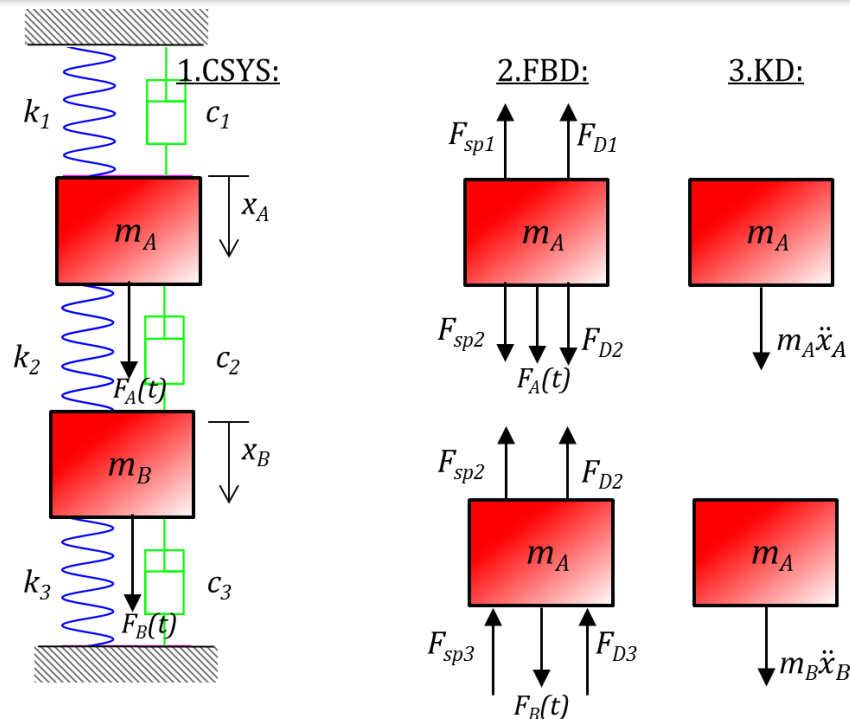 1.CSYS:
2.FBD:
3.KD:
k₁
c₁
Fsp1
FD1
mA
xA
mA
mA
k₂
c₂
FA(t)
Fsp2
FD2
FA(t)
mAẍA
mB
xB
Fsp2
FD2
mA
mA
k₃
c₃
FB(t)
Fsp3
FD3
FB(t)
mBẍB